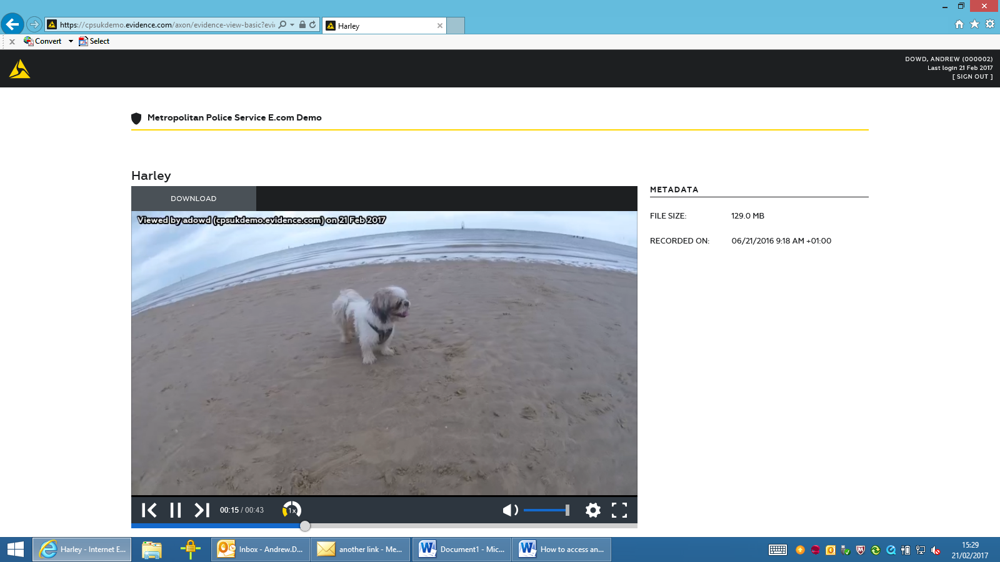 https://cpsukdemo.evidence.com/axon/evidence-view-basic?evi
Harley
Convert
Select
DOWD, ANDREW (000002)
Last login 21 Feb 2017
[ SIGN OUT ]
Metropolitan Police Service E.com Demo
Harley
DOWNLOAD
Viewed by adowd (cpsukdemo.evidence.com) on 21 Feb 2017
METADATA
FILE SIZE: 129.0 MB
RECORDED ON: 06/21/2016 9:18 AM +01:00
00:15 / 00:43
1x
Harley - Internet E...
Inbox - Andrew.D...
another link - Me...
Document1 - Mic...
How to access an...
15:29
21/02/2017